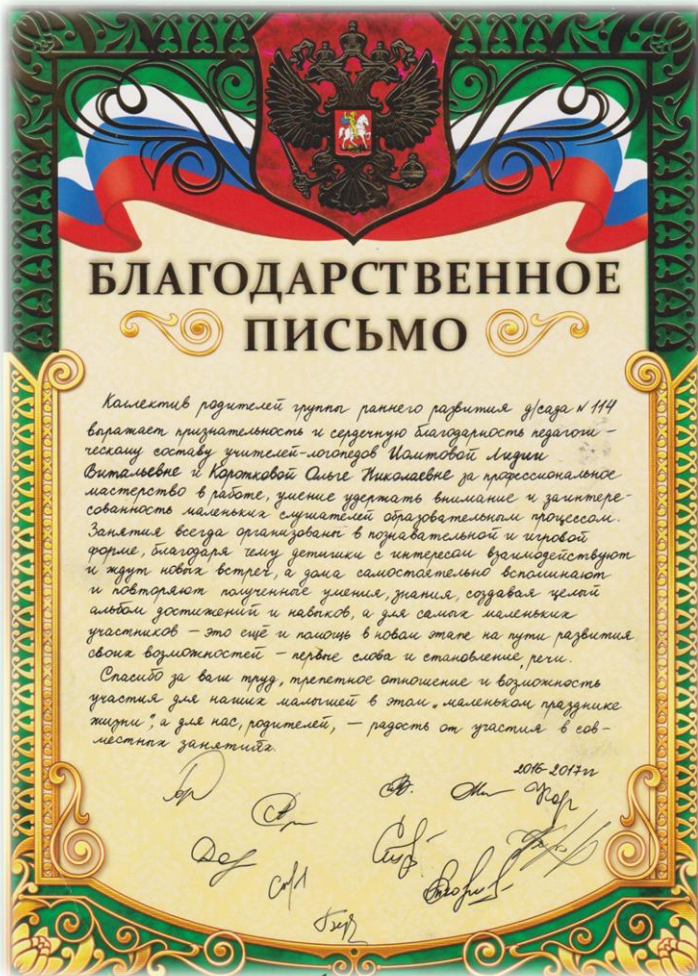 БЛАГОДАРСТВЕННОЕ
ПИСЬМО
Коллектив родителей группы раннего развития д/сада № 114
выражает признательность и сердечную благодарность педагоги-
ческому составу учителей-логопедов Иолтовой Лидии
Витальевне и Коротковой Ольге Николаевне за профессиональное
мастерство в работе, умение удержать внимание и заинтере-
сованность маленьких слушателей образовательным процессом.
Занятия всегда организованы в познавательной и игровой
форме, благодаря чему детишки с интересом взаимодействуют
и ждут новых встреч, а дома самостоятельно вспоминают
и повторяют полученные умения, знания, создавая целый
альбом достижений и навыков, а для самых маленьких
участников – это ещё и помощь в новом этапе на пути развития
своих возможностей – первые слова и становление речи.
Спасибо за ваш труд, трепетное отношение и возможность
участия для наших малышей в этом „маленьком празднике
жизни", а для нас, родителей, – радость от участия в сов-
местных занятиях.
2016-2017гг